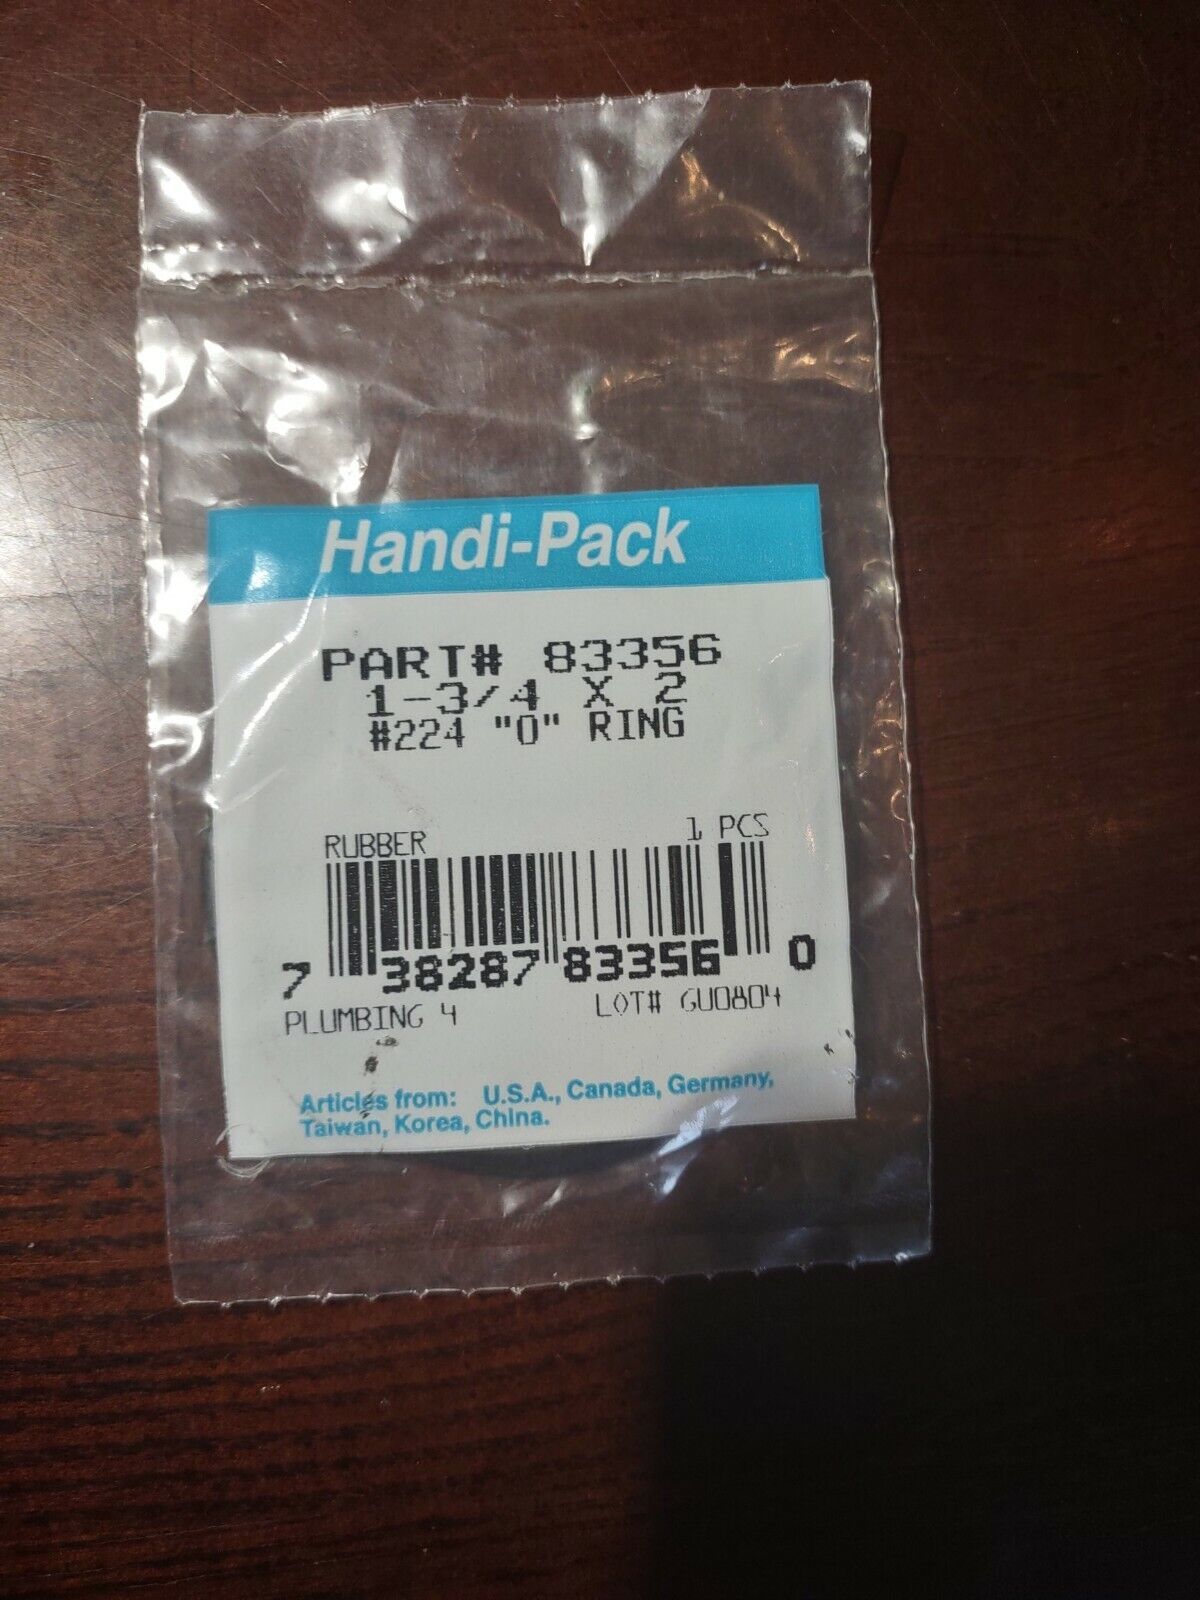 Handi-Pack
PART# 83356
1-3/4 X 2
#224 "O" RING
RUBBER 1 PCS
7 38287 83356 0
PLUMBING 4 LOT# GU0804
Articles from: U.S.A., Canada, Germany,
Taiwan, Korea, China.